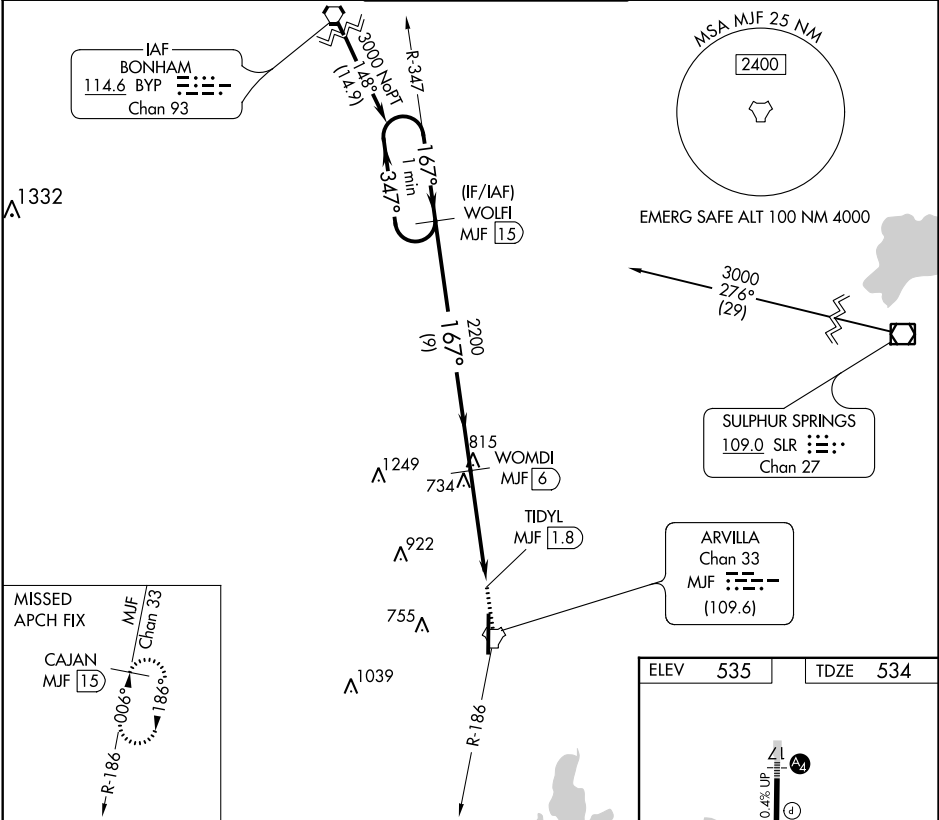 IAF
BONHAM
114.6 BYP
Chan 93
3000 NoPT
148°
(14.9)
R-347
MSA MJF 25 NM
2400
EMERG SAFE ALT 100 NM 4000
1332
167°
1 min
347°
(IF/IAF)
WOLFI
MJF 15
3000
276°
(29)
2200
167°
(9)
SULPHUR SPRINGS
109.0 SLR
Chan 27
815
WOMDI
MJF 6
1249
734
TIDYL
MJF 1.8
922
ARVILLA
Chan 33
MJF
(109.6)
755
1039
R-186
MISSED
APCH FIX
MJF
Chan 33
CAJAN
MJF 15
006°
186°
R-186
ELEV 535
TDZE 534
17
A4
0.4% UP
P